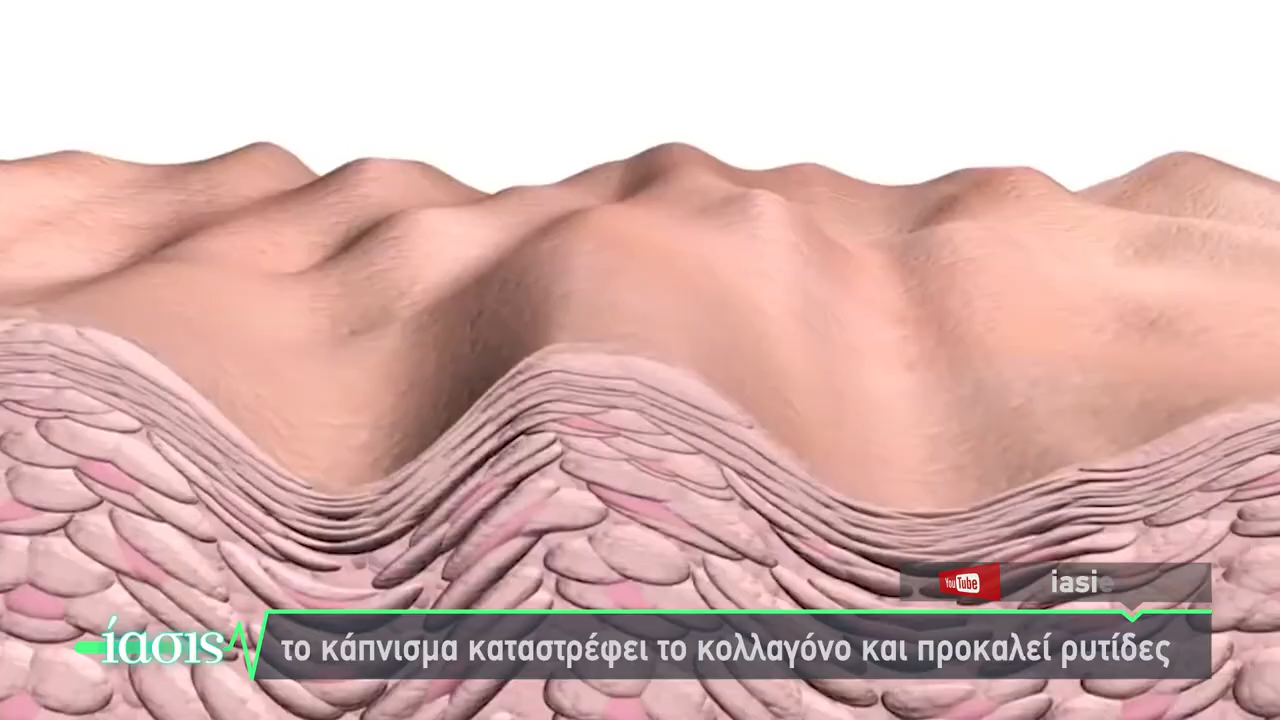 YouTube iasi
ίασις το κάπνισμα καταστρέφει το κολλαγόνο και προκαλεί ρυτίδες